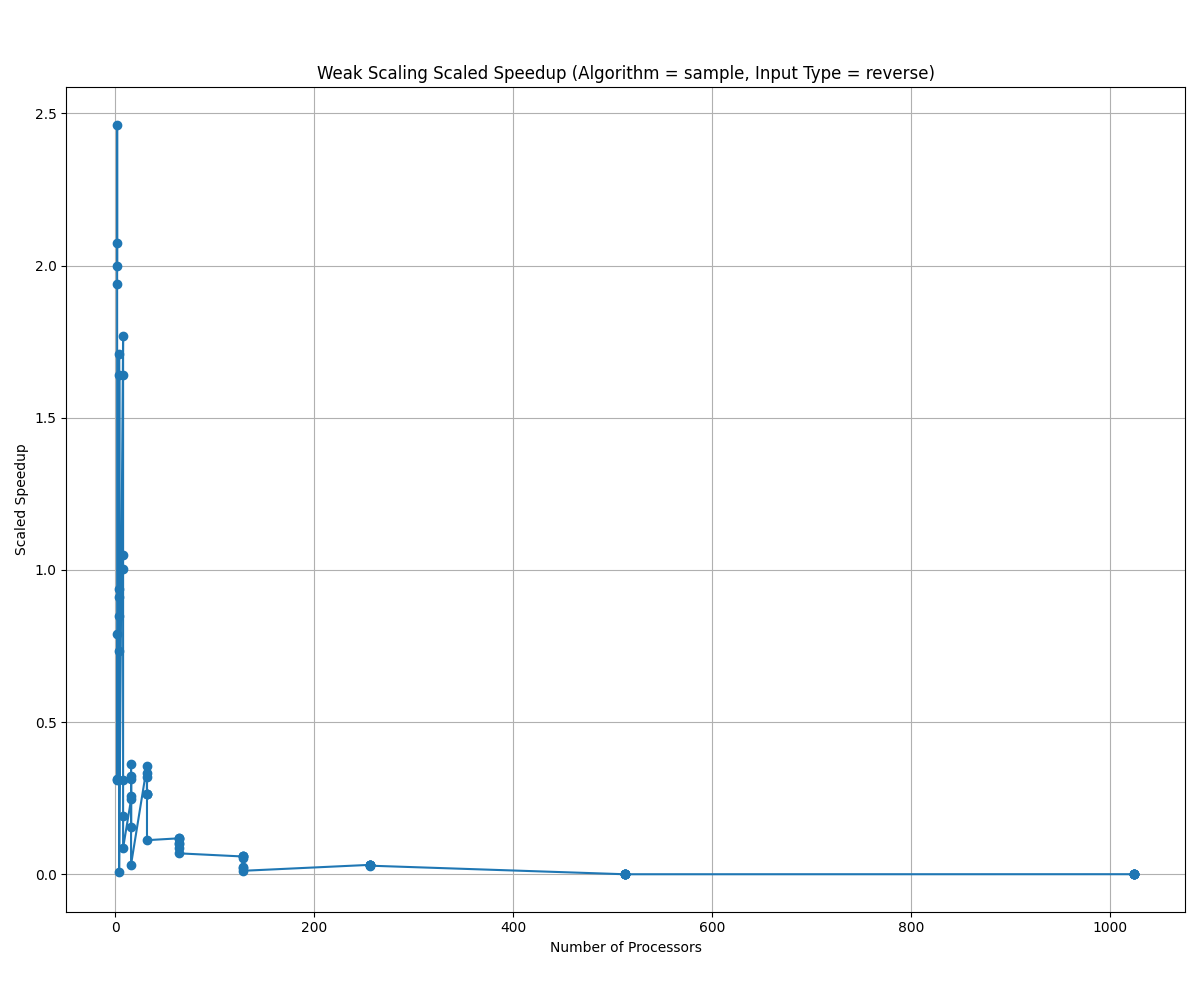 Weak Scaling Scaled Speedup (Algorithm = sample, Input Type = reverse)
2.5
2.0
1.5
1.0
0.5
0.0
Scaled Speedup
0 200 400 600 800 1000
Number of Processors